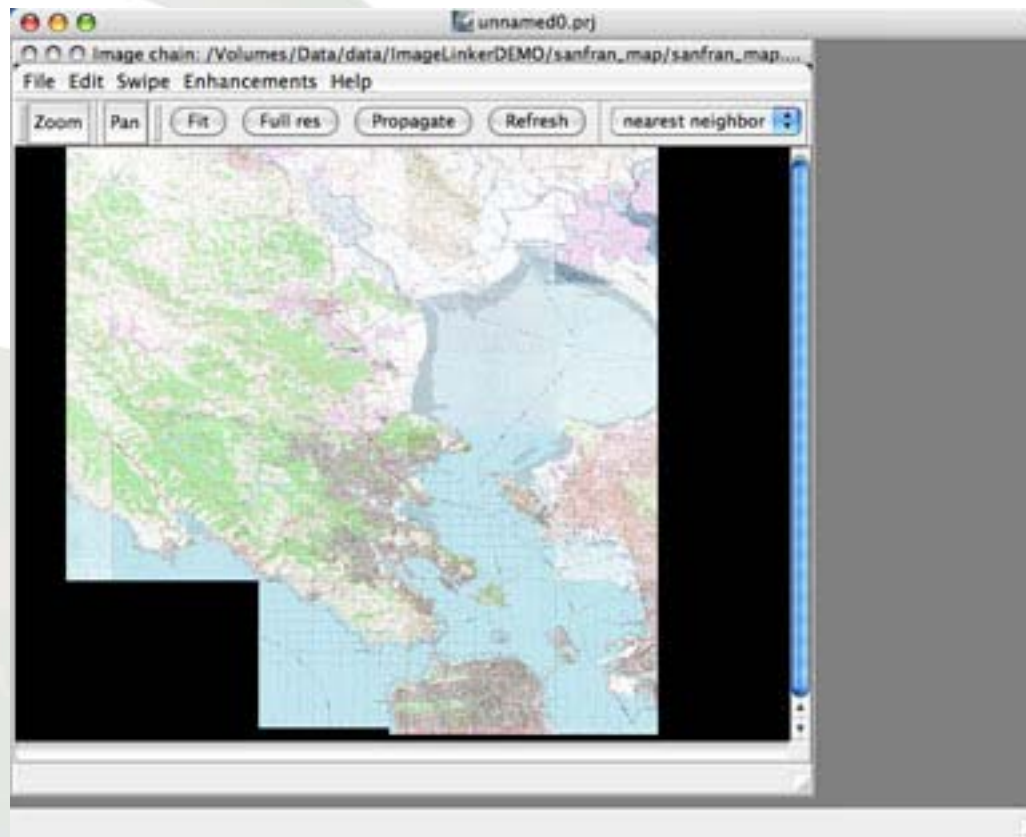 unnamed0.prj
Image chain: /Volumes/Data/data/ImageLinkerDEMO/sanfran_map/sanfran_map....
File Edit Swipe Enhancements Help
Zoom Pan Fit Full res Propagate Refresh nearest neighbor